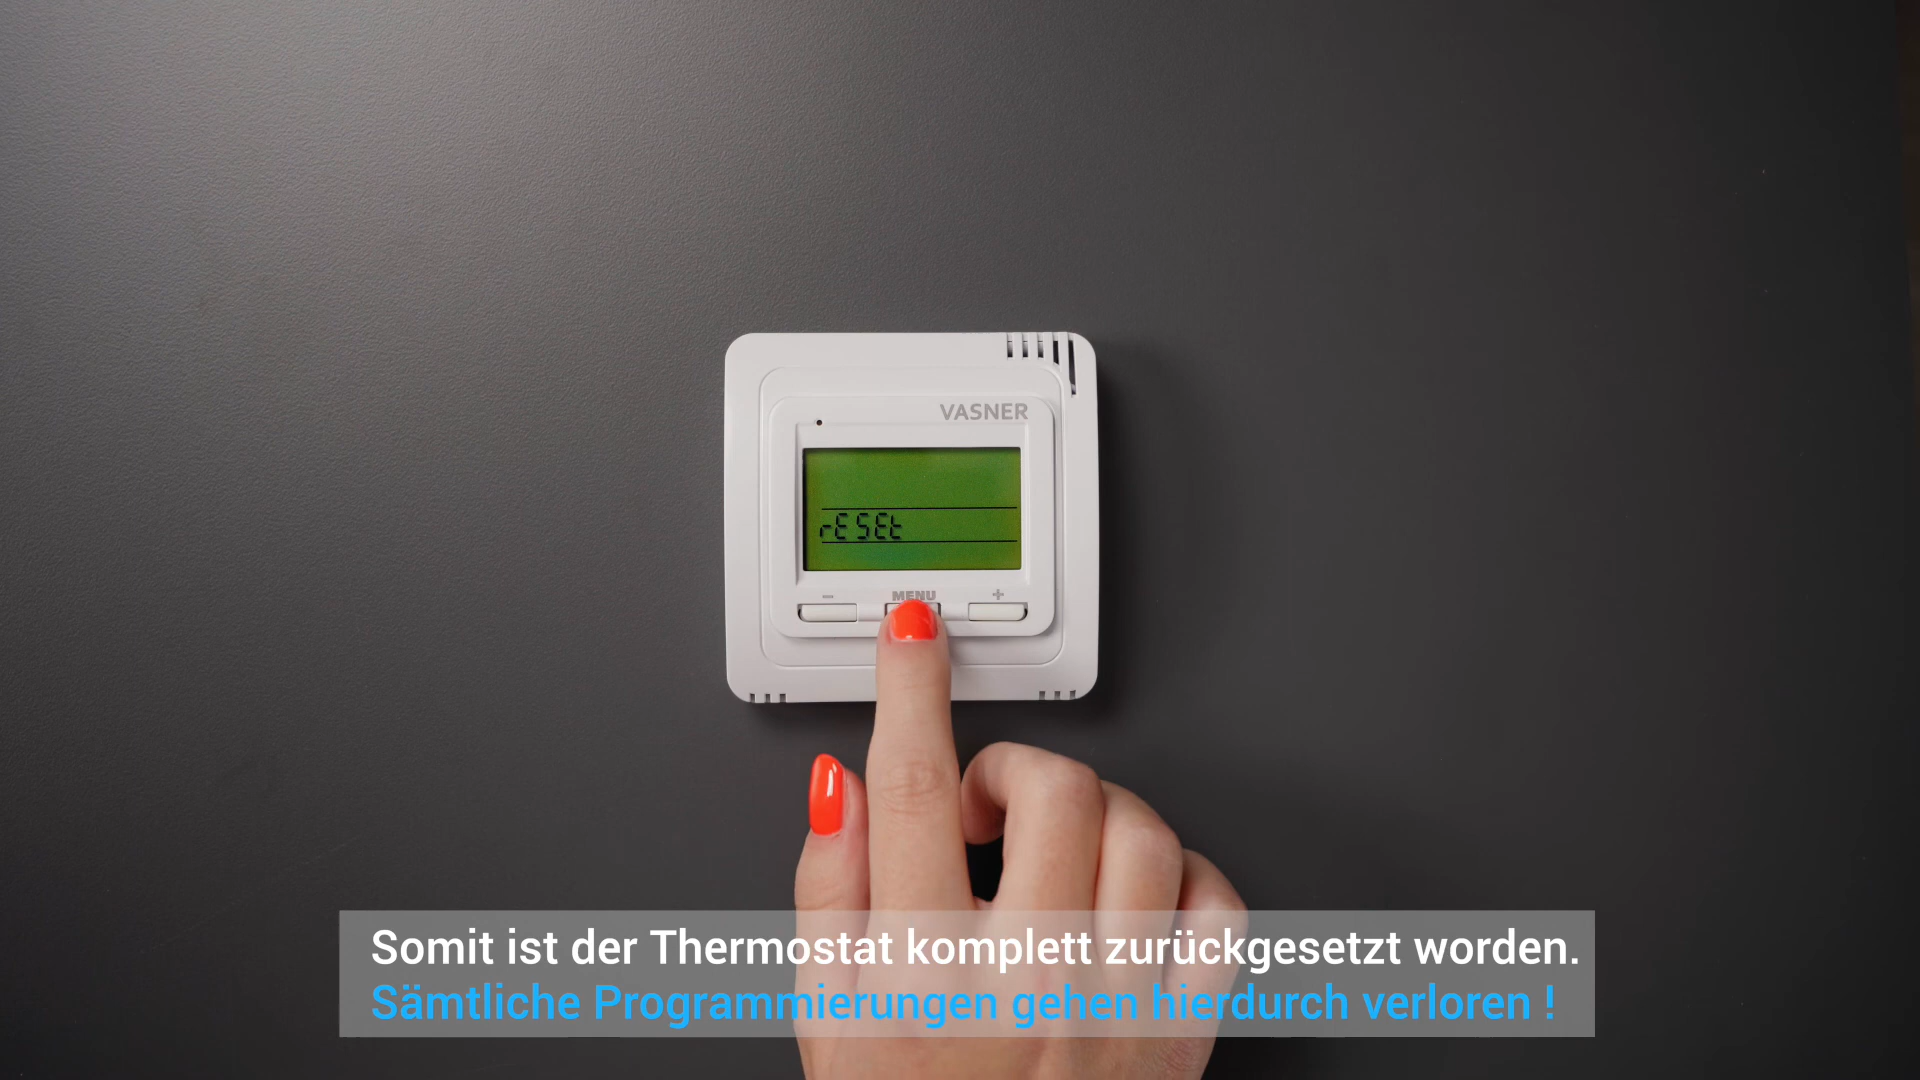 VASNER
rESEt
- MENU +
Somit ist der Thermostat komplett zurückgesetzt worden.
Sämtliche Programmierungen gehen hierdurch verloren !